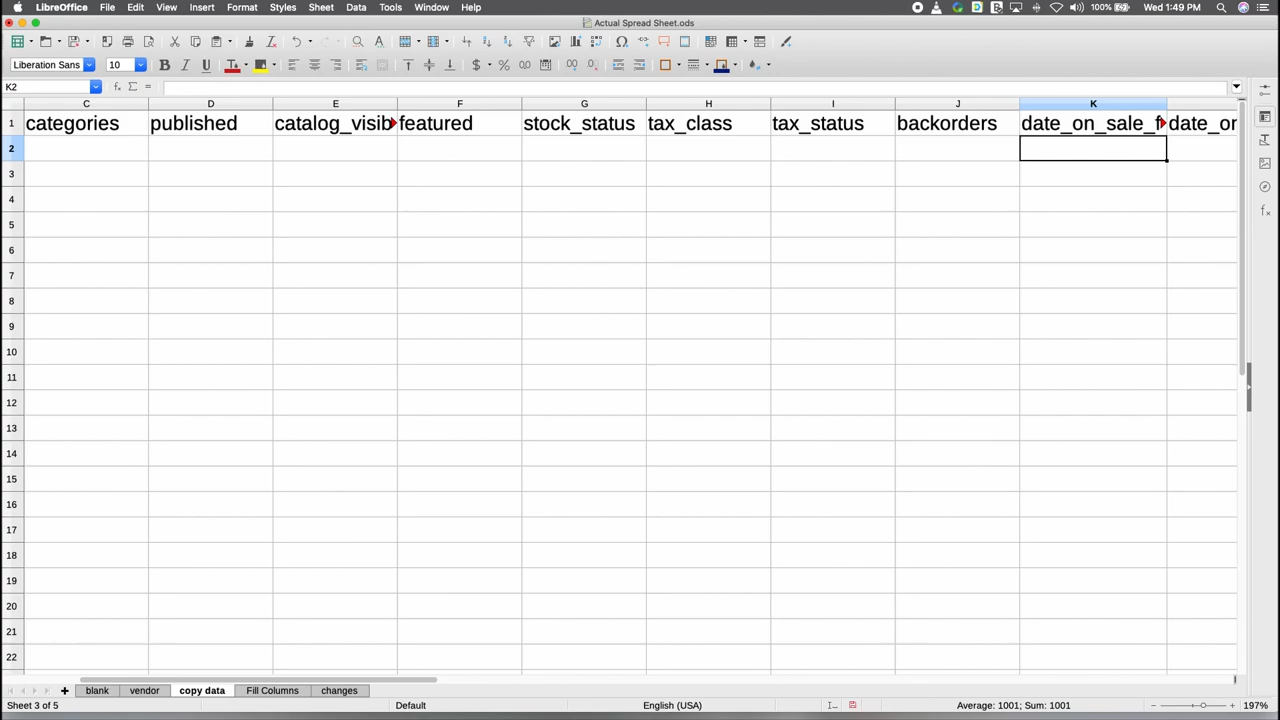 LibreOffice File Edit View Insert Format Styles Sheet Data Tools Window Help 100% Wed 1:49 PM
Actual Spread Sheet.ods
Liberation Sans 10 B I U $ % 0.0
K2 fx Σ =
C D E F G H I J K
1 categories published catalog_visib featured stock_status tax_class tax_status backorders date_on_sale_f date_or
2
3
4
5
6
7
8
9
10
11
12
13
14
15
16
17
18
19
20
21
22
blank vendor copy data Fill Columns changes
Sheet 3 of 5 Default English (USA) Average: 1001; Sum: 1001 197%